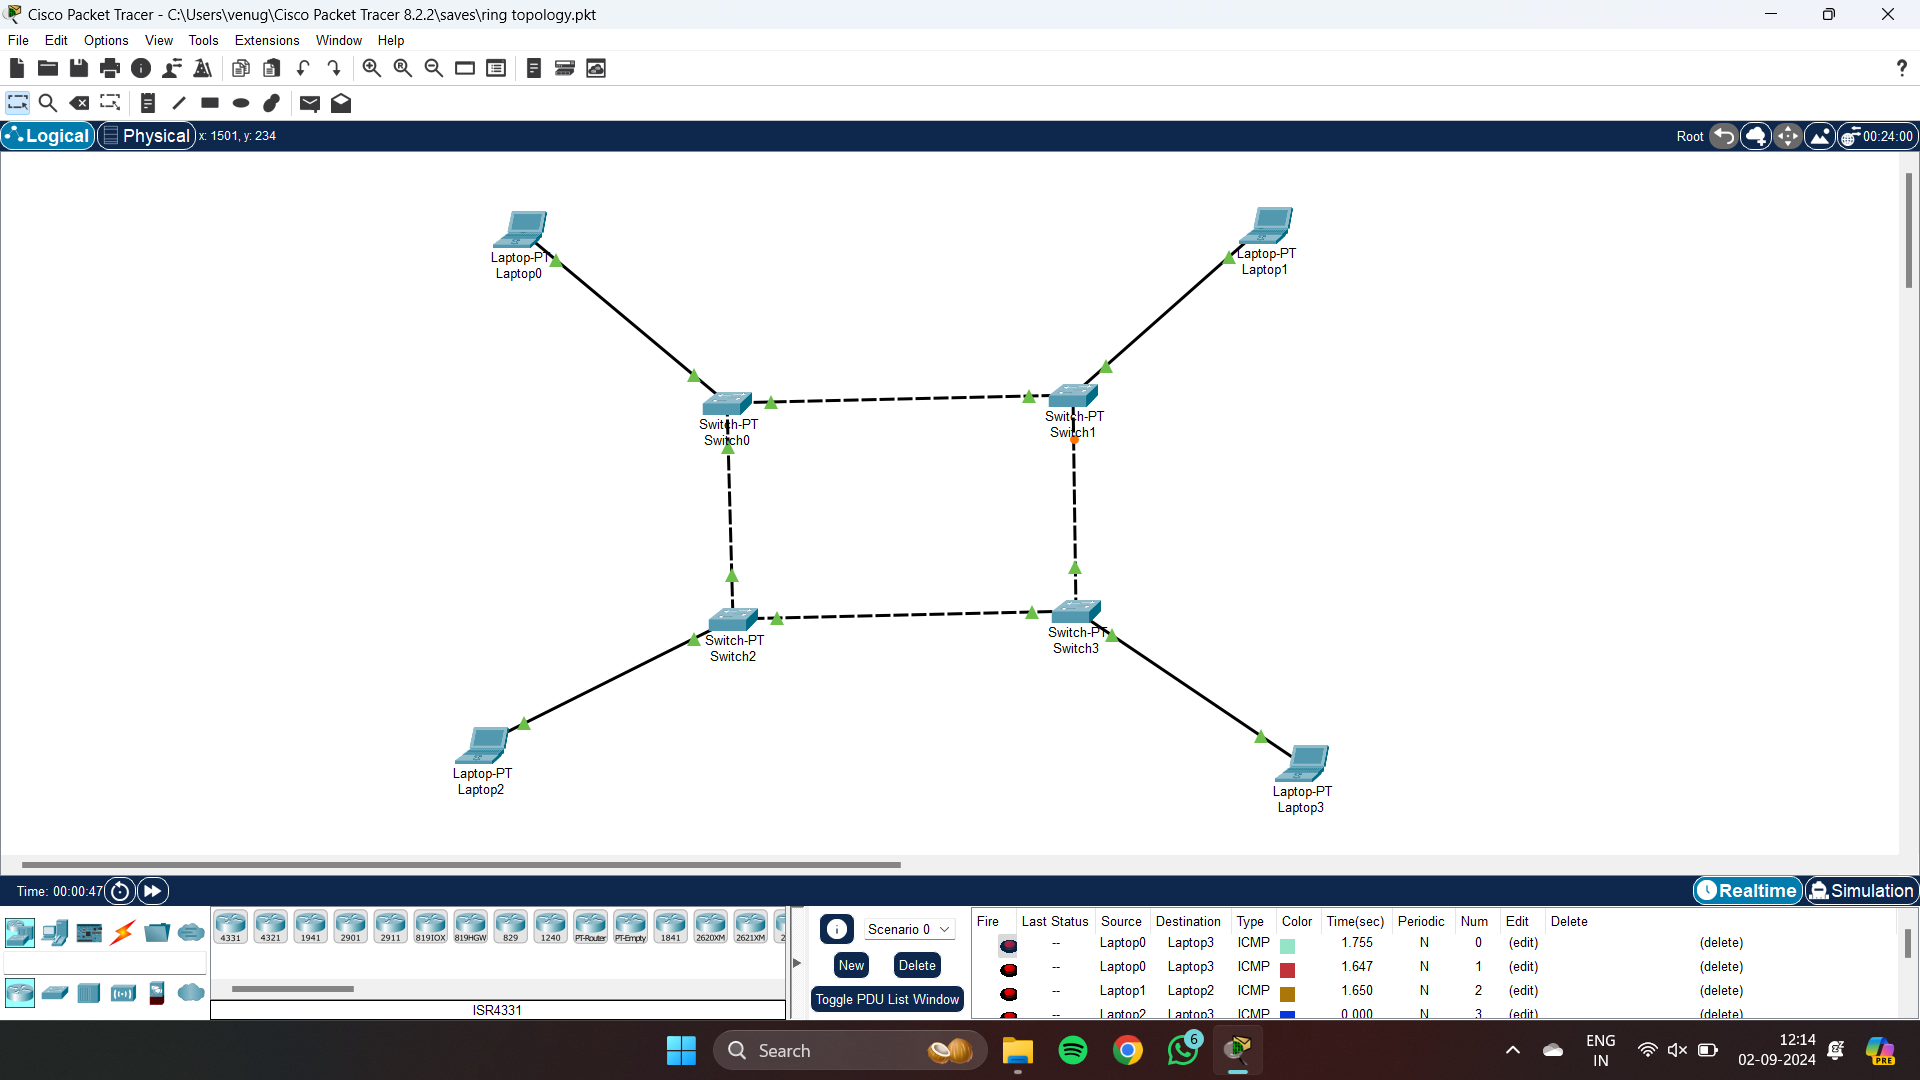 Cisco Packet Tracer - C:\Users\venug\Cisco Packet Tracer 8.2.2\saves\ring topology.pkt
File Edit Options View Tools Extensions Window Help
?
Logical Physical x: 1501, y: 234 Root 00:24:00
Laptop-PT
Laptop0
Laptop-PT
Laptop1
Switch-PT
Switch0
Switch-PT
Switch1
Switch-PT
Switch2
Switch-PT
Switch3
Laptop-PT
Laptop2
Laptop-PT
Laptop3
Time: 00:00:47 Realtime Simulation
4331 4321 1941 2901 2911 819IOX 819HGW 829 1240 PT-Router PT-Empty 1841 2620XM 2621XM
ISR4331
Scenario 0
New Delete
Toggle PDU List Window
Fire Last Status Source Destination Type Color Time(sec) Periodic Num Edit Delete
-- Laptop0 Laptop3 ICMP 1.755 N 0 (edit) (delete)
-- Laptop0 Laptop3 ICMP 1.647 N 1 (edit) (delete)
-- Laptop1 Laptop2 ICMP 1.650 N 2 (edit) (delete)
-- Laptop2 Laptop3 ICMP 0.000 N 3 (edit) (delete)
Search
6
ENG
IN
12:14
02-09-2024
PRE